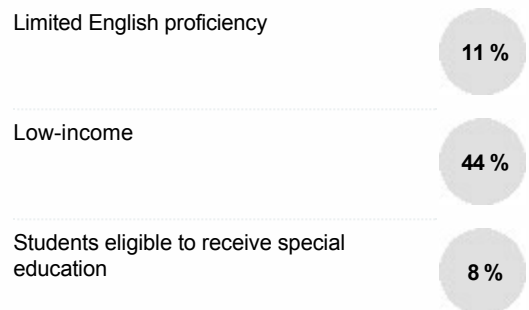 Limited English proficiency
11 %
Low-income
44 %
Students eligible to receive special
education
8 %